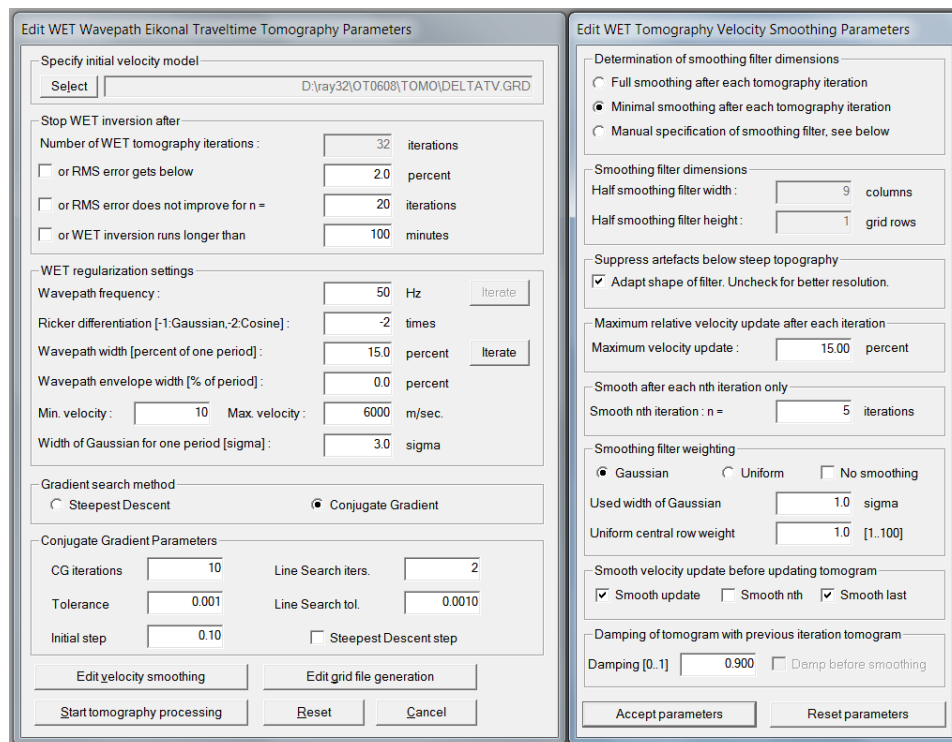 Edit WET Wavepath Eikonal Traveltime Tomography Parameters
Specify initial velocity model
Select D:\ray32\OT0608\TOMO\DELTATV.GRD
Stop WET inversion after
Number of WET tomography iterations : 32 iterations
or RMS error gets below 2.0 percent
or RMS error does not improve for n = 20 iterations
or WET inversion runs longer than 100 minutes
WET regularization settings
Wavepath frequency : 50 Hz Iterate
Ricker differentiation [-1:Gaussian,-2:Cosine] : -2 times
Wavepath width [percent of one period] : 15.0 percent Iterate
Wavepath envelope width [% of period] : 0.0 percent
Min. velocity : 10 Max. velocity : 6000 m/sec.
Width of Gaussian for one period [sigma] : 3.0 sigma
Gradient search method
Steepest Descent Conjugate Gradient
Conjugate Gradient Parameters
CG iterations 10 Line Search iters. 2
Tolerance 0.001 Line Search tol. 0.0010
Initial step 0.10 Steepest Descent step
Edit velocity smoothing Edit grid file generation
Start tomography processing Reset Cancel
Edit WET Tomography Velocity Smoothing Parameters
Determination of smoothing filter dimensions
Full smoothing after each tomography iteration
Minimal smoothing after each tomography iteration
Manual specification of smoothing filter, see below
Smoothing filter dimensions
Half smoothing filter width : 9 columns
Half smoothing filter height : 1 grid rows
Suppress artefacts below steep topography
Adapt shape of filter. Uncheck for better resolution.
Maximum relative velocity update after each iteration
Maximum velocity update : 15.00 percent
Smooth after each nth iteration only
Smooth nth iteration : n = 5 iterations
Smoothing filter weighting
Gaussian Uniform No smoothing
Used width of Gaussian 1.0 sigma
Uniform central row weight 1.0 [1..100]
Smooth velocity update before updating tomogram
Smooth update Smooth nth Smooth last
Damping of tomogram with previous iteration tomogram
Damping [0..1] 0.900 Damp before smoothing
Accept parameters Reset parameters